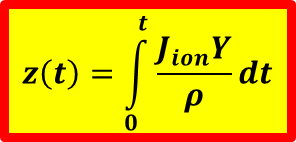 z(t) = ∫₀ᵗ (J_ion Y / ρ) dt